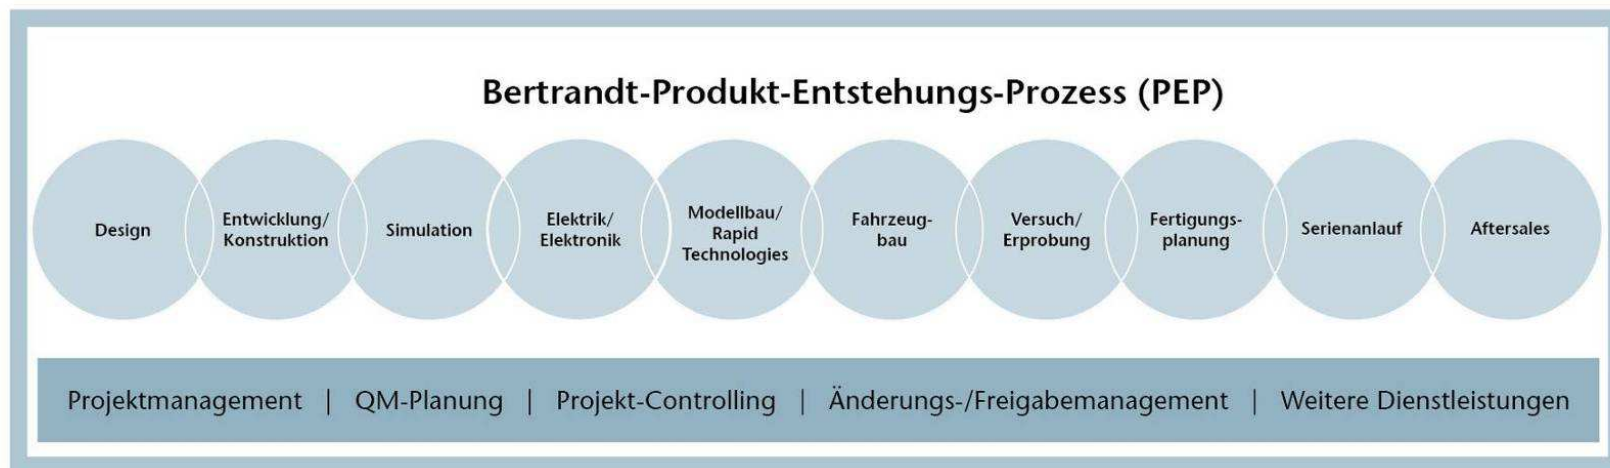 Bertrandt-Produkt-Entstehungs-Prozess (PEP)
Design
Entwicklung/
Konstruktion
Simulation
Elektrik/
Elektronik
Modellbau/
Rapid
Technologies
Fahrzeug-
bau
Versuch/
Erprobung
Fertigungs-
planung
Serienanlauf
Aftersales
Projektmanagement | QM-Planung | Projekt-Controlling | Änderungs-/Freigabemanagement | Weitere Dienstleistungen